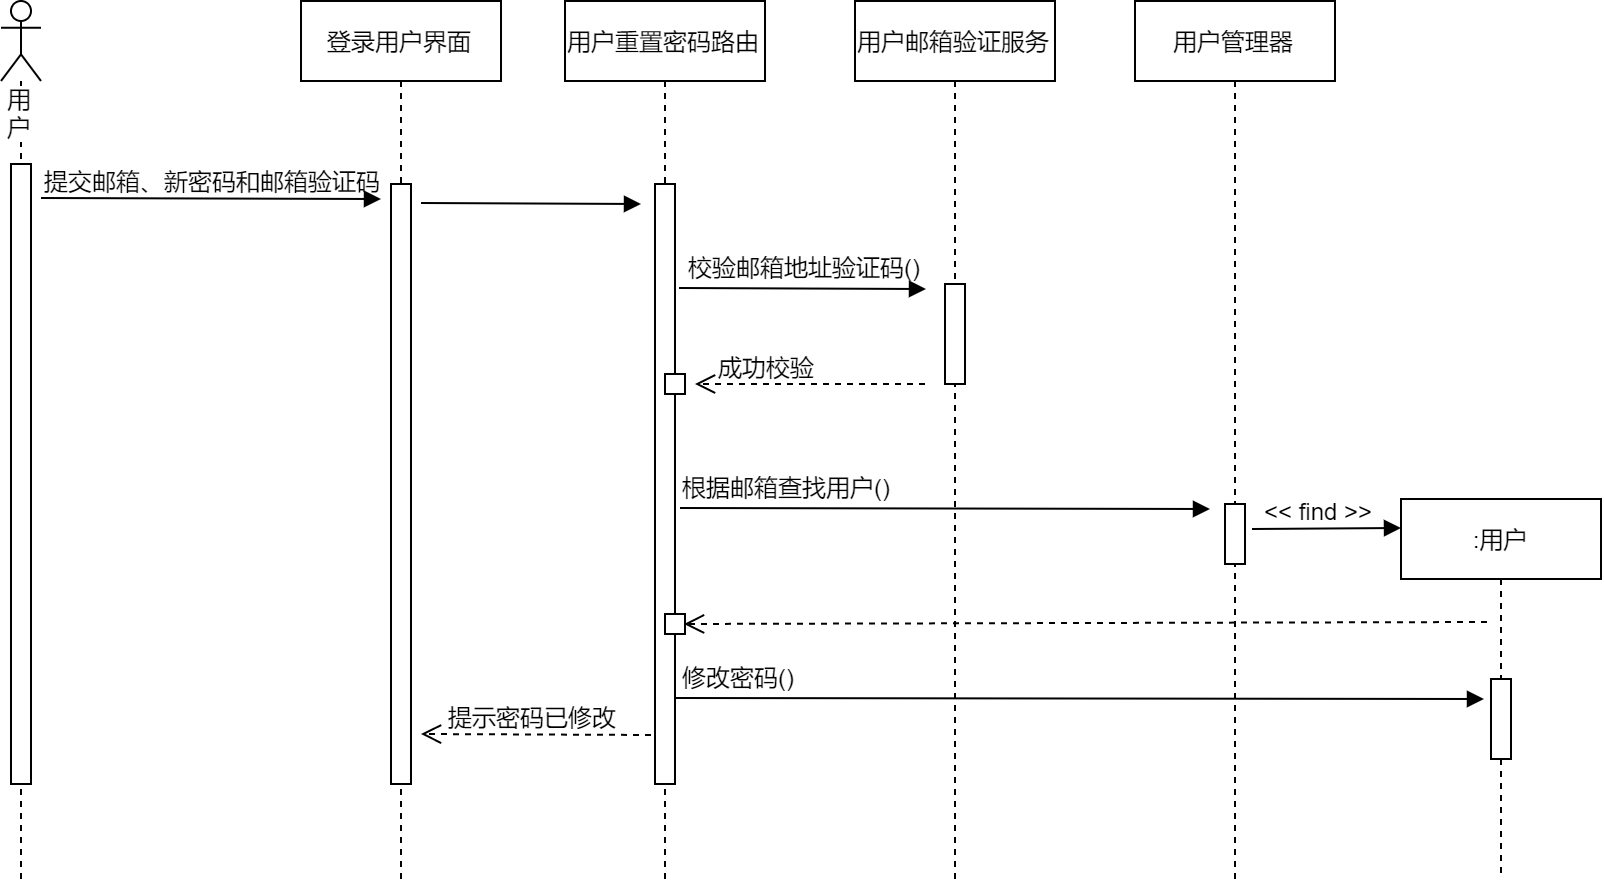 登录用户界面
用户重置密码路由
用户邮箱验证服务
用户管理器
用
户
提交邮箱、新密码和邮箱验证码
校验邮箱地址验证码()
成功校验
根据邮箱查找用户()
<< find >>
:用户
修改密码()
提示密码已修改